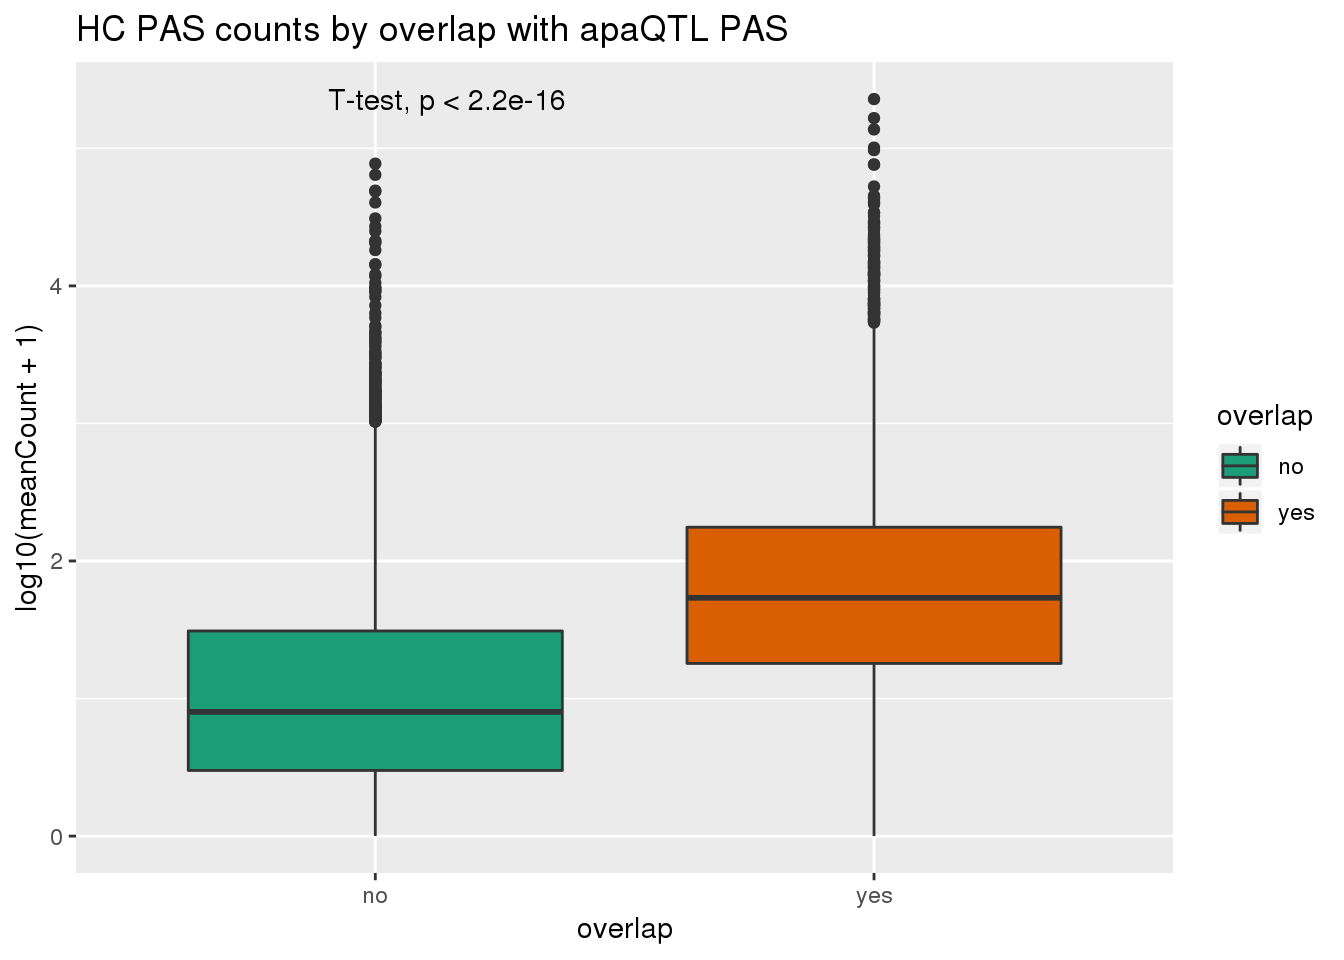 HC PAS counts by overlap with apaQTL PAS
T-test, p < 2.2e-16
4
2
0
log10(meanCount + 1)
no
yes
overlap
overlap
no
yes